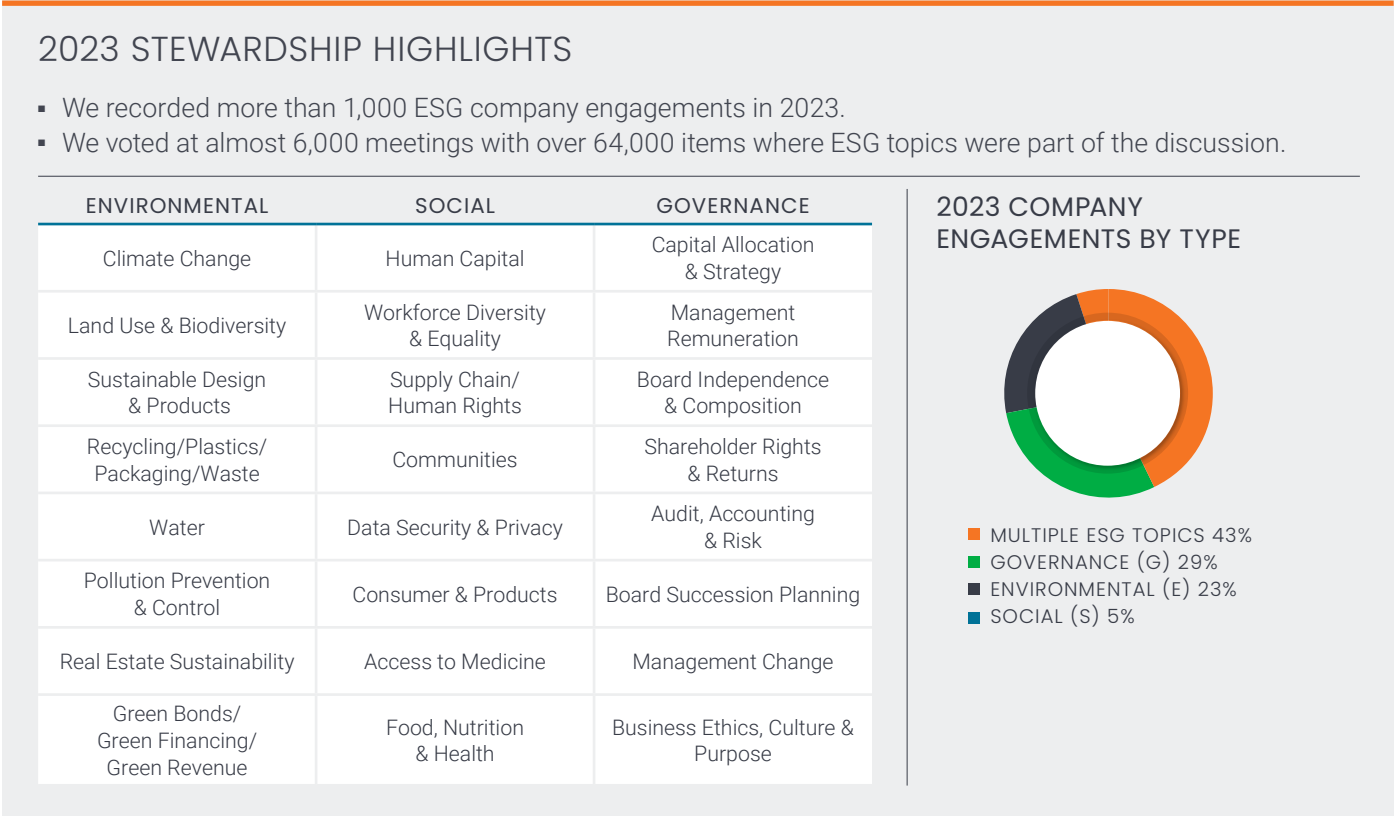 2023 STEWARDSHIP HIGHLIGHTS
▪ We recorded more than 1,000 ESG company engagements in 2023.
▪ We voted at almost 6,000 meetings with over 64,000 items where ESG topics were part of the discussion.
ENVIRONMENTAL SOCIAL GOVERNANCE
Climate Change
Human Capital
Capital Allocation
& Strategy
Land Use & Biodiversity
Workforce Diversity
& Equality
Management
Remuneration
Sustainable Design
& Products
Supply Chain/
Human Rights
Board Independence
& Composition
Recycling/Plastics/
Packaging/Waste
Communities
Shareholder Rights
& Returns
Water
Data Security & Privacy
Audit, Accounting
& Risk
Pollution Prevention
& Control
Consumer & Products
Board Succession Planning
Real Estate Sustainability
Access to Medicine
Management Change
Green Bonds/
Green Financing/
Green Revenue
Food, Nutrition
& Health
Business Ethics, Culture &
Purpose
2023 COMPANY
ENGAGEMENTS BY TYPE
MULTIPLE ESG TOPICS 43%
GOVERNANCE (G) 29%
ENVIRONMENTAL (E) 23%
SOCIAL (S) 5%